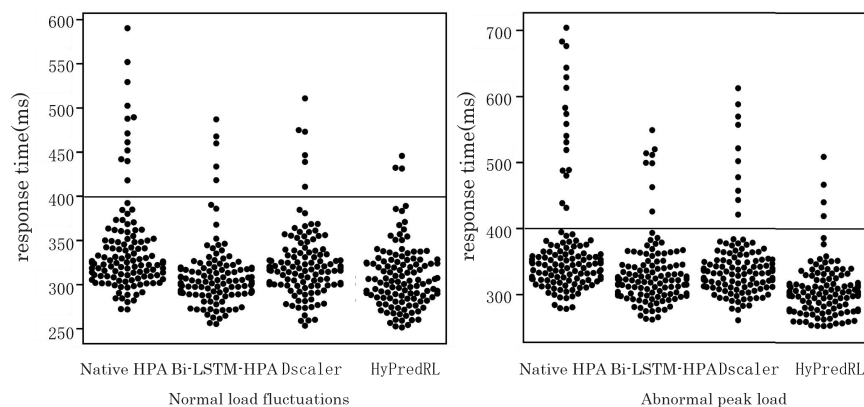 response time(ms)
600
550
500
450
400
350
300
250
Native HPA Bi-LSTM-HPA Dscaler HyPredRL
Normal load fluctuations
response time(ms)
700
600
500
400
300
Native HPA Bi-LSTM-HPA Dscaler HyPredRL
Abnormal peak load